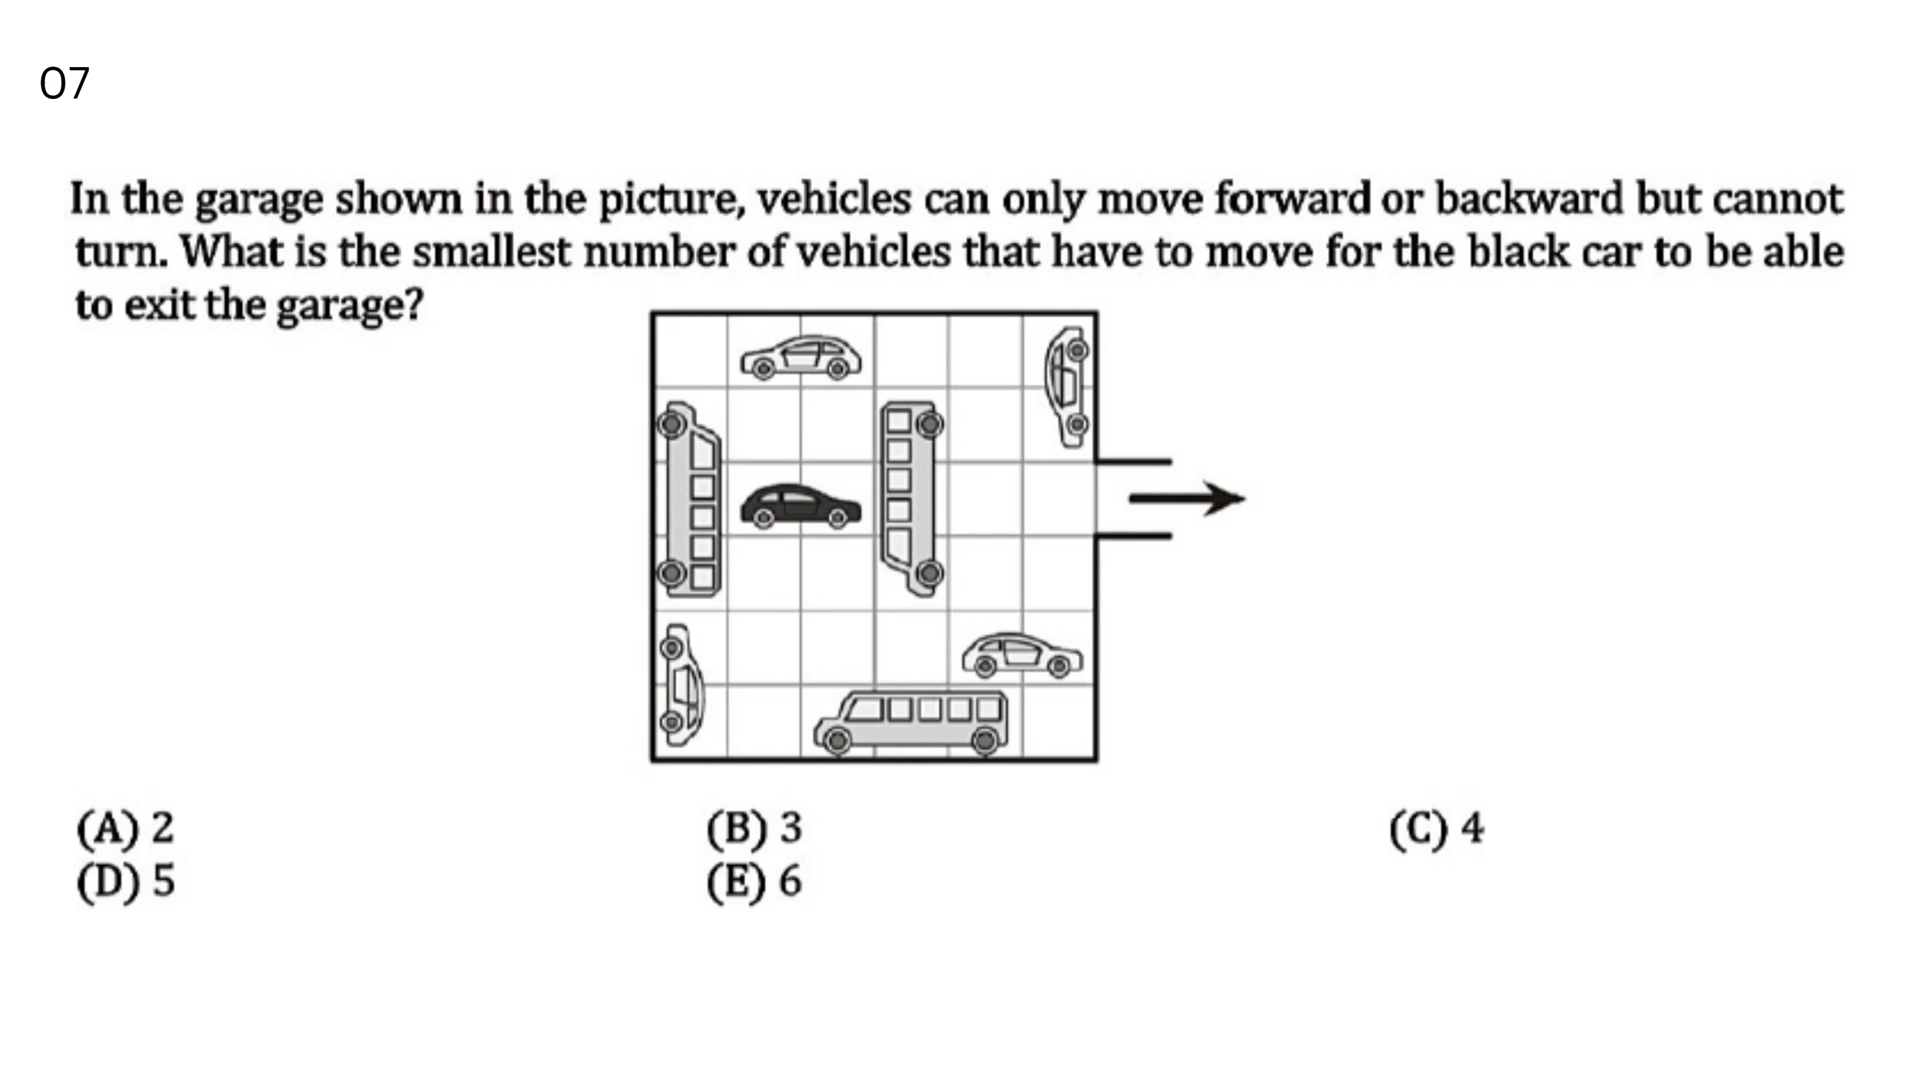 07
In the garage shown in the picture, vehicles can only move forward or backward but cannot
turn. What is the smallest number of vehicles that have to move for the black car to be able
to exit the garage?
(A) 2 (B) 3 (C) 4
(D) 5 (E) 6